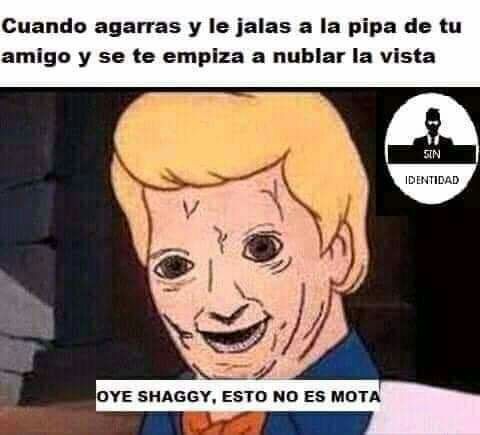 Cuando agarras y le jalas a la pipa de tu
amigo y se te empiza a nublar la vista
SIN
IDENTIDAD
OYE SHAGGY, ESTO NO ES MOTA